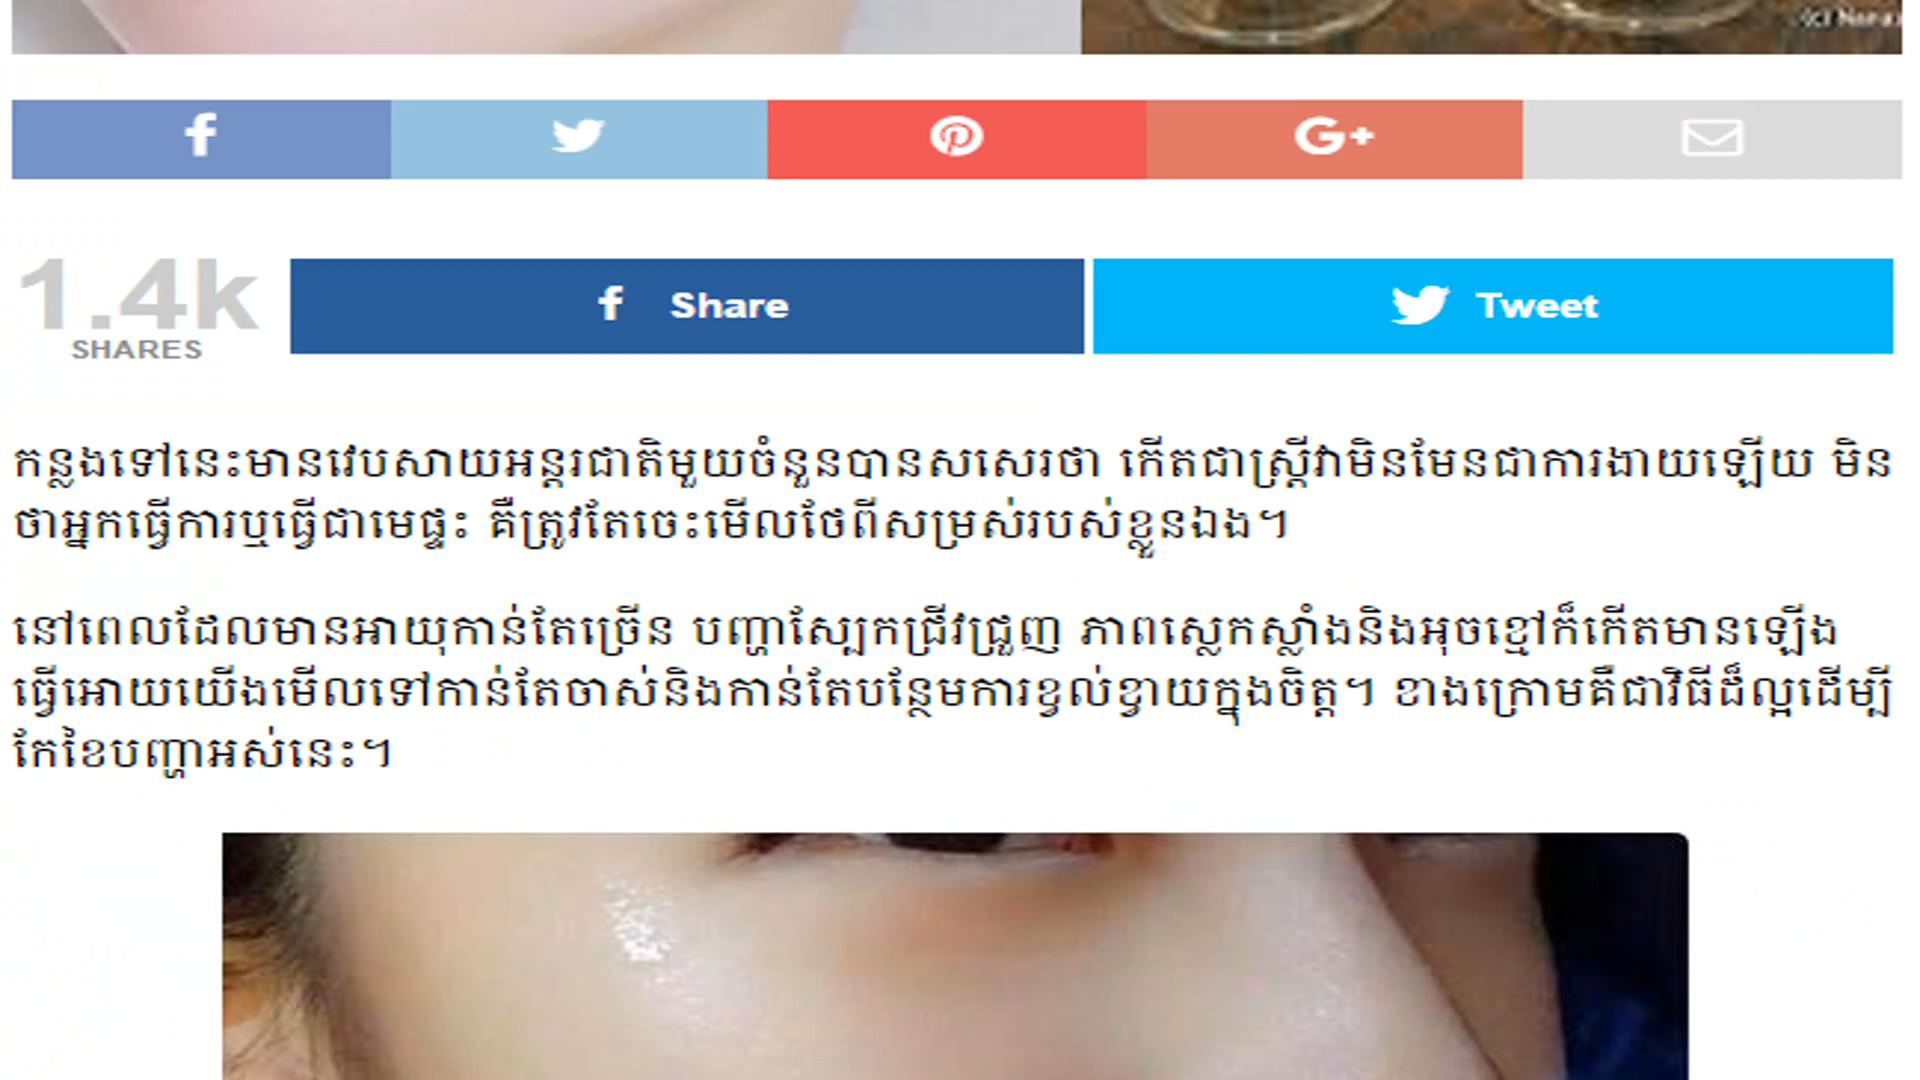 1.4k
SHARES
Share
Tweet
កន្លងទៅនេះមានវេបសាយអន្តរជាតិមួយចំនួនបានសសេរថា កើតជាស្ត្រីវាមិនមែនជាការងាយឡើយ មិន
ថាអ្នកធ្វើការឬធ្វើជាមេផ្ទះ គឺត្រូវតែចេះមើលថែពីសម្រស់របស់ខ្លួនឯង។
នៅពេលដែលមានអាយុកាន់តែច្រើន បញ្ហាស្បែកជ្រីវជ្រួញ ភាពស្លេកស្លាំងនិងអុចខ្មៅក៏កើតមានឡើង
ធ្វើអោយយើងមើលទៅកាន់តែចាស់និងកាន់តែបន្ថែមការខ្វល់ខ្វាយក្នុងចិត្ត។ ខាងក្រោមគឺជាវិធីដ៏ល្អដើម្បី
កែខៃបញ្ហាអស់នេះ។